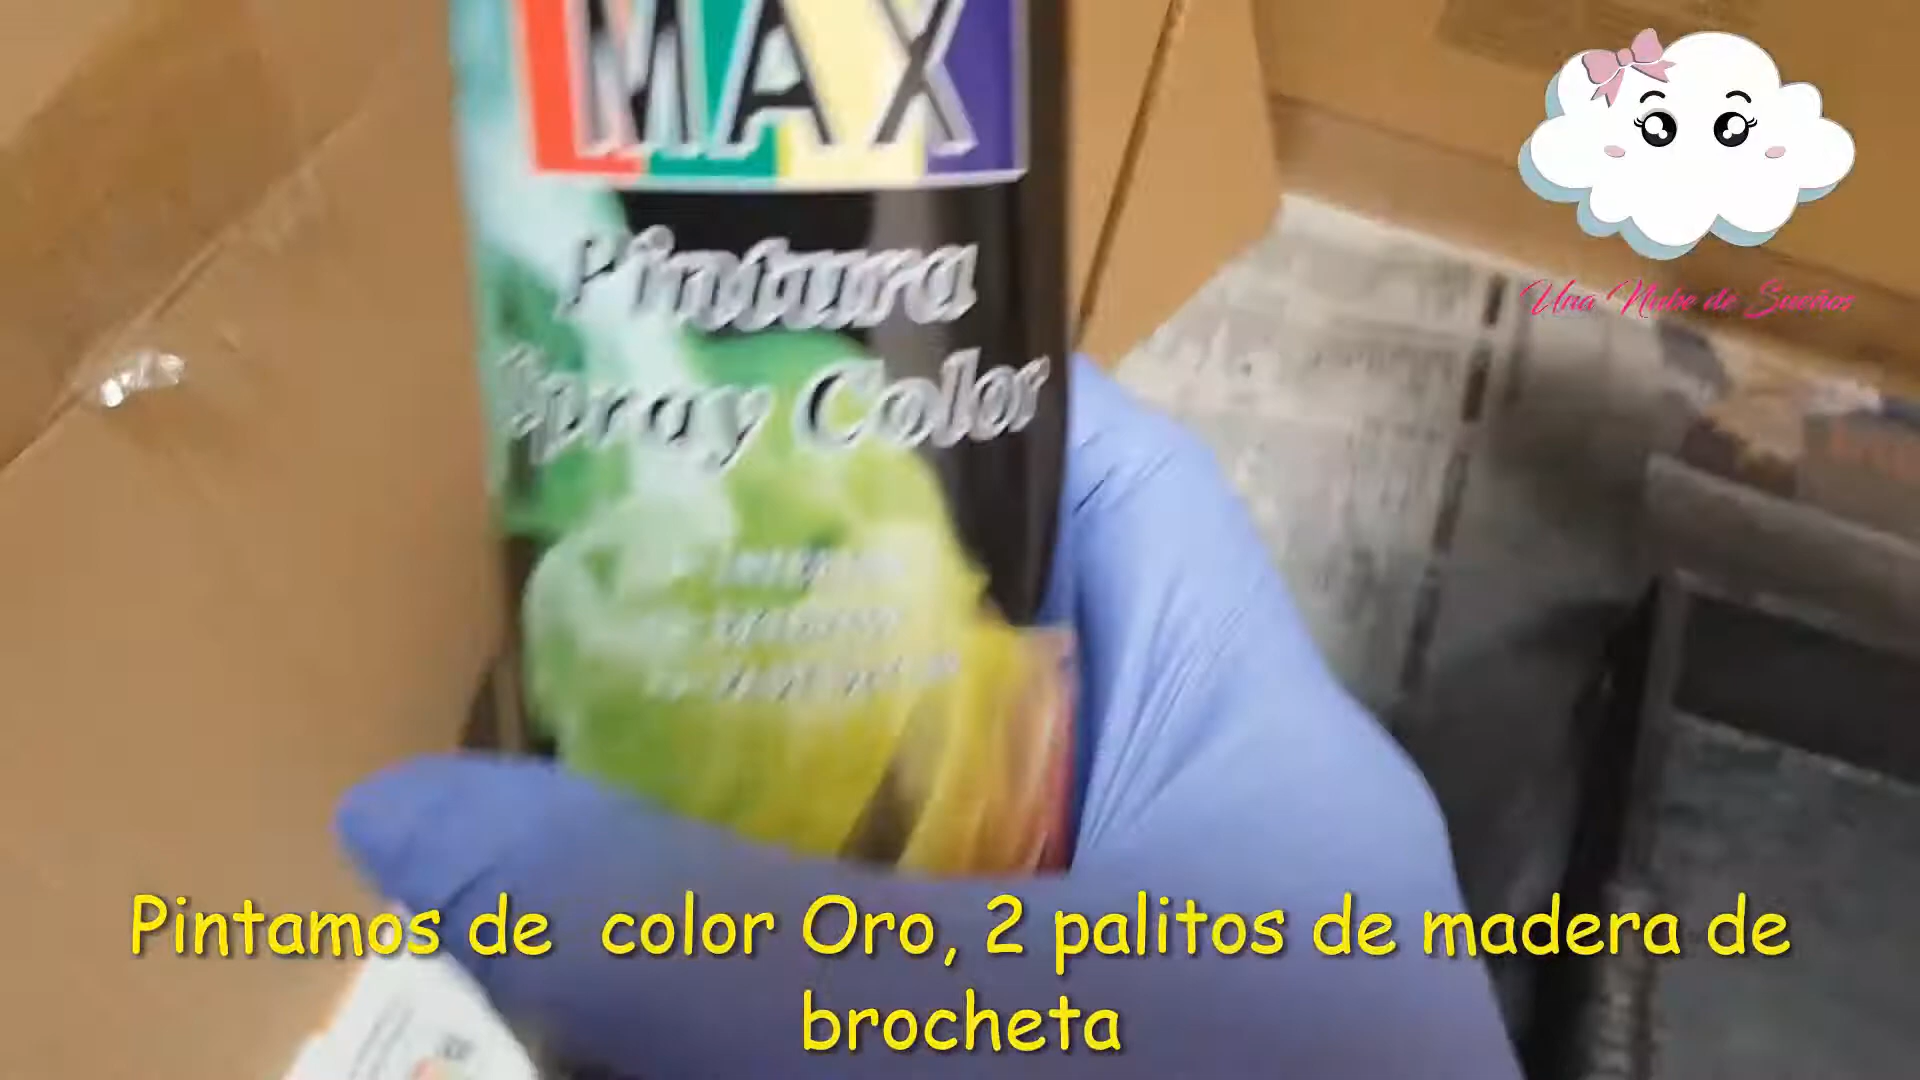 MAX
Pintura
Spray Color
Una Nube de Sueños
Pintamos de color Oro, 2 palitos de madera de
brocheta